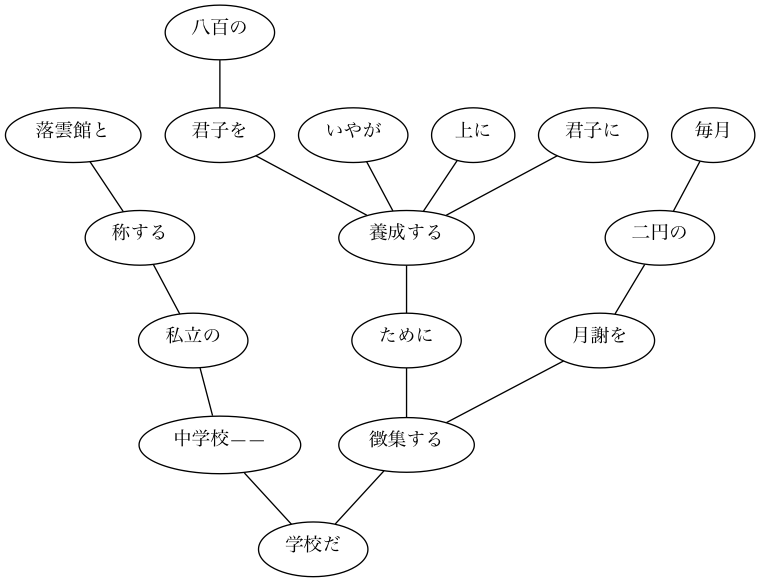 八百の
落雲館と
君子を
いやが
上に
君子に
毎月
称する
養成する
二円の
私立の
ために
月謝を
中学校――
徴集する
学校だ